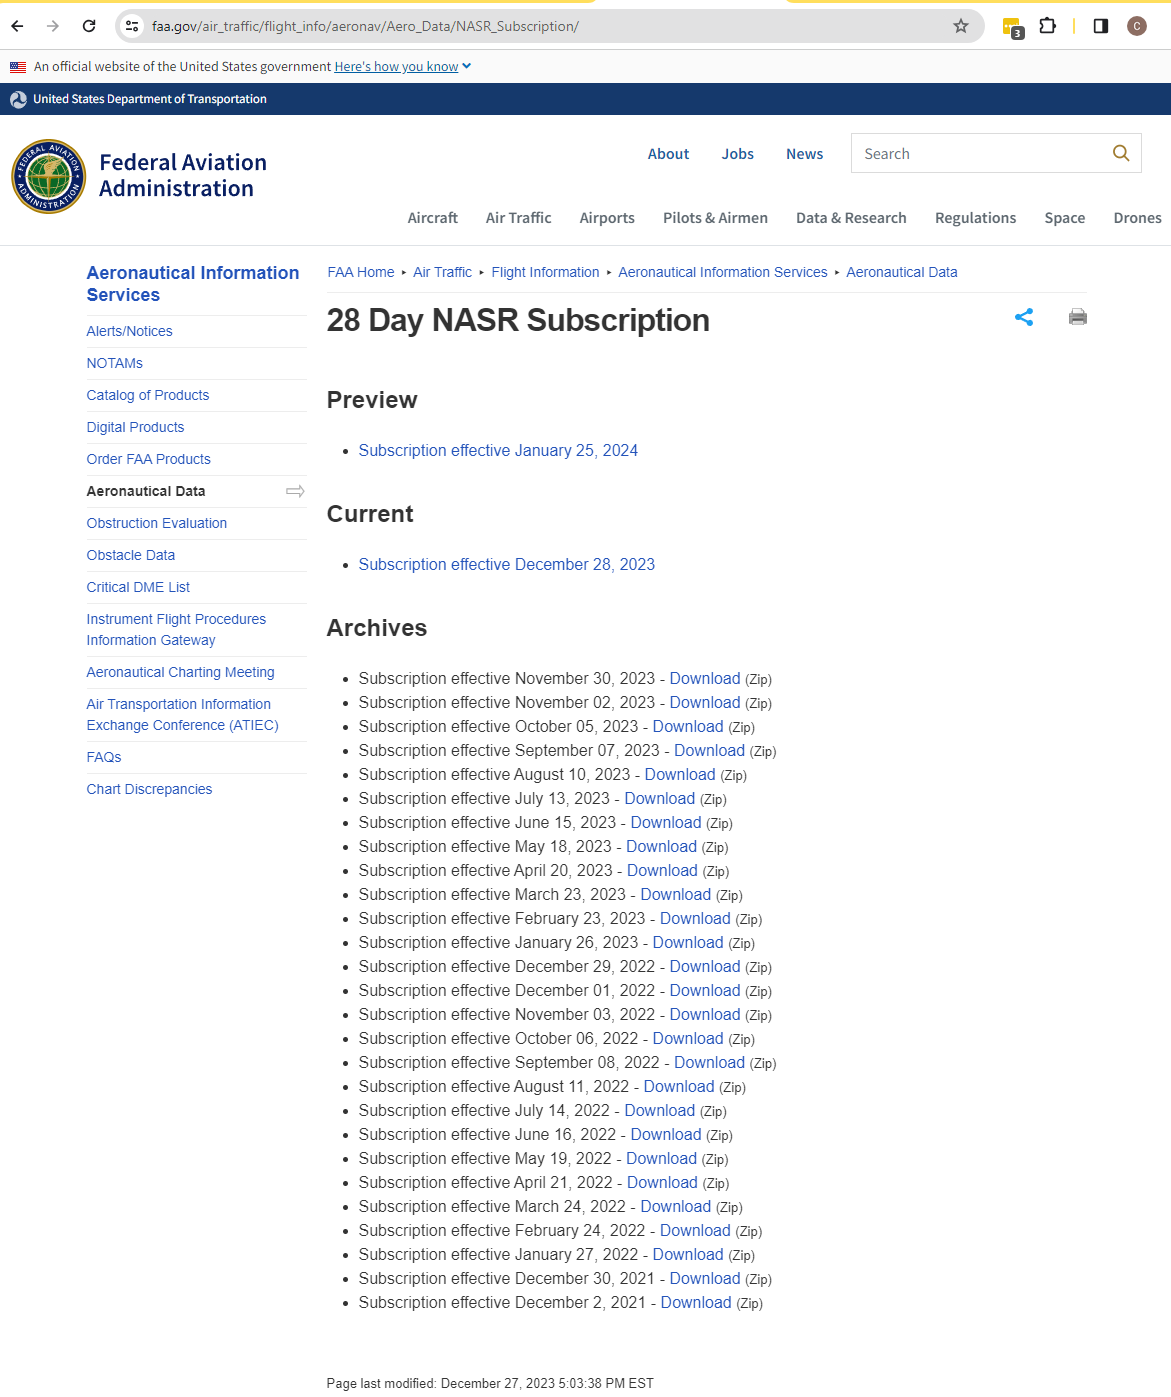 faa.gov/air_traffic/flight_info/aeronav/Aero_Data/NASR_Subscription/
3
C
An official website of the United States government Here's how you know
United States Department of Transportation
FEDERAL AVIATION ADMINISTRATION
Federal Aviation
Administration
About
Jobs
News
Search
Aircraft
Air Traffic
Airports
Pilots & Airmen
Data & Research
Regulations
Space
Drones
Aeronautical Information
Services
Alerts/Notices
NOTAMs
Catalog of Products
Digital Products
Order FAA Products
Aeronautical Data
Obstruction Evaluation
Obstacle Data
Critical DME List
Instrument Flight Procedures
Information Gateway
Aeronautical Charting Meeting
Air Transportation Information
Exchange Conference (ATIEC)
FAQs
Chart Discrepancies
FAA Home ‣ Air Traffic ‣ Flight Information ‣ Aeronautical Information Services ‣ Aeronautical Data
28 Day NASR Subscription
Preview
• Subscription effective January 25, 2024
Current
• Subscription effective December 28, 2023
Archives
• Subscription effective November 30, 2023 - Download (Zip)
• Subscription effective November 02, 2023 - Download (Zip)
• Subscription effective October 05, 2023 - Download (Zip)
• Subscription effective September 07, 2023 - Download (Zip)
• Subscription effective August 10, 2023 - Download (Zip)
• Subscription effective July 13, 2023 - Download (Zip)
• Subscription effective June 15, 2023 - Download (Zip)
• Subscription effective May 18, 2023 - Download (Zip)
• Subscription effective April 20, 2023 - Download (Zip)
• Subscription effective March 23, 2023 - Download (Zip)
• Subscription effective February 23, 2023 - Download (Zip)
• Subscription effective January 26, 2023 - Download (Zip)
• Subscription effective December 29, 2022 - Download (Zip)
• Subscription effective December 01, 2022 - Download (Zip)
• Subscription effective November 03, 2022 - Download (Zip)
• Subscription effective October 06, 2022 - Download (Zip)
• Subscription effective September 08, 2022 - Download (Zip)
• Subscription effective August 11, 2022 - Download (Zip)
• Subscription effective July 14, 2022 - Download (Zip)
• Subscription effective June 16, 2022 - Download (Zip)
• Subscription effective May 19, 2022 - Download (Zip)
• Subscription effective April 21, 2022 - Download (Zip)
• Subscription effective March 24, 2022 - Download (Zip)
• Subscription effective February 24, 2022 - Download (Zip)
• Subscription effective January 27, 2022 - Download (Zip)
• Subscription effective December 30, 2021 - Download (Zip)
• Subscription effective December 2, 2021 - Download (Zip)
Page last modified: December 27, 2023 5:03:38 PM EST